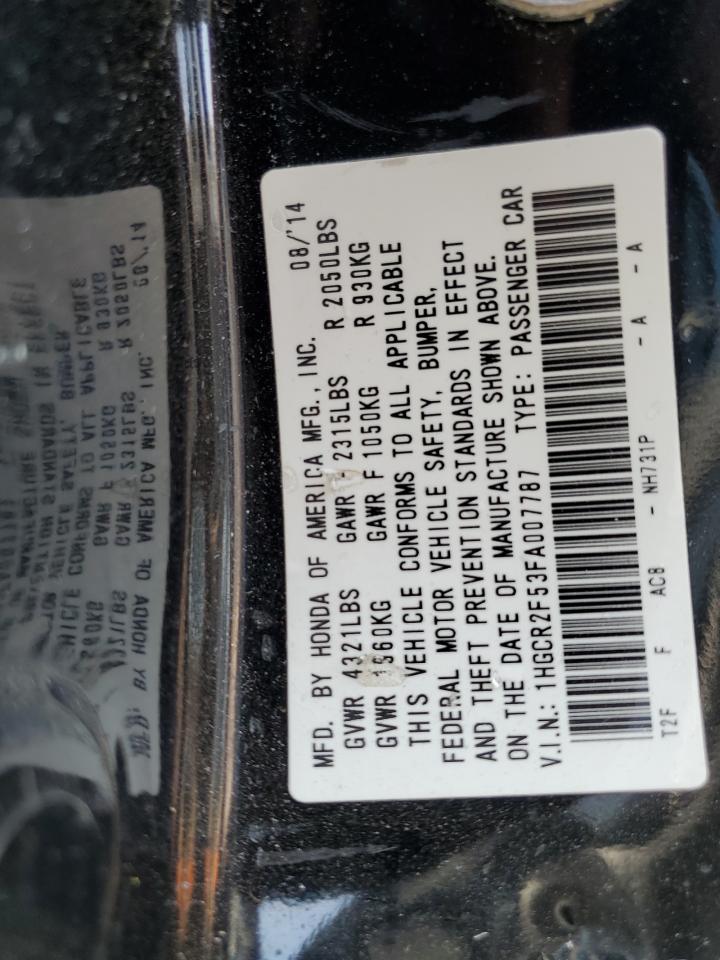 MFD. BY HONDA OF AMERICA MFG., INC. 08/'14
GVWR 4321LBS GAWR F 2315LBS R 2050LBS
GVWR 1960KG GAWR F 1050KG R 930KG
THIS VEHICLE CONFORMS TO ALL APPLICABLE
FEDERAL MOTOR VEHICLE SAFETY, BUMPER,
AND THEFT PREVENTION STANDARDS IN EFFECT
ON THE DATE OF MANUFACTURE SHOWN ABOVE.
V.I.N.: 1HGCR2F53FA007787 TYPE: PASSENGER CAR
T2F F AC8 - NH731P - A - A